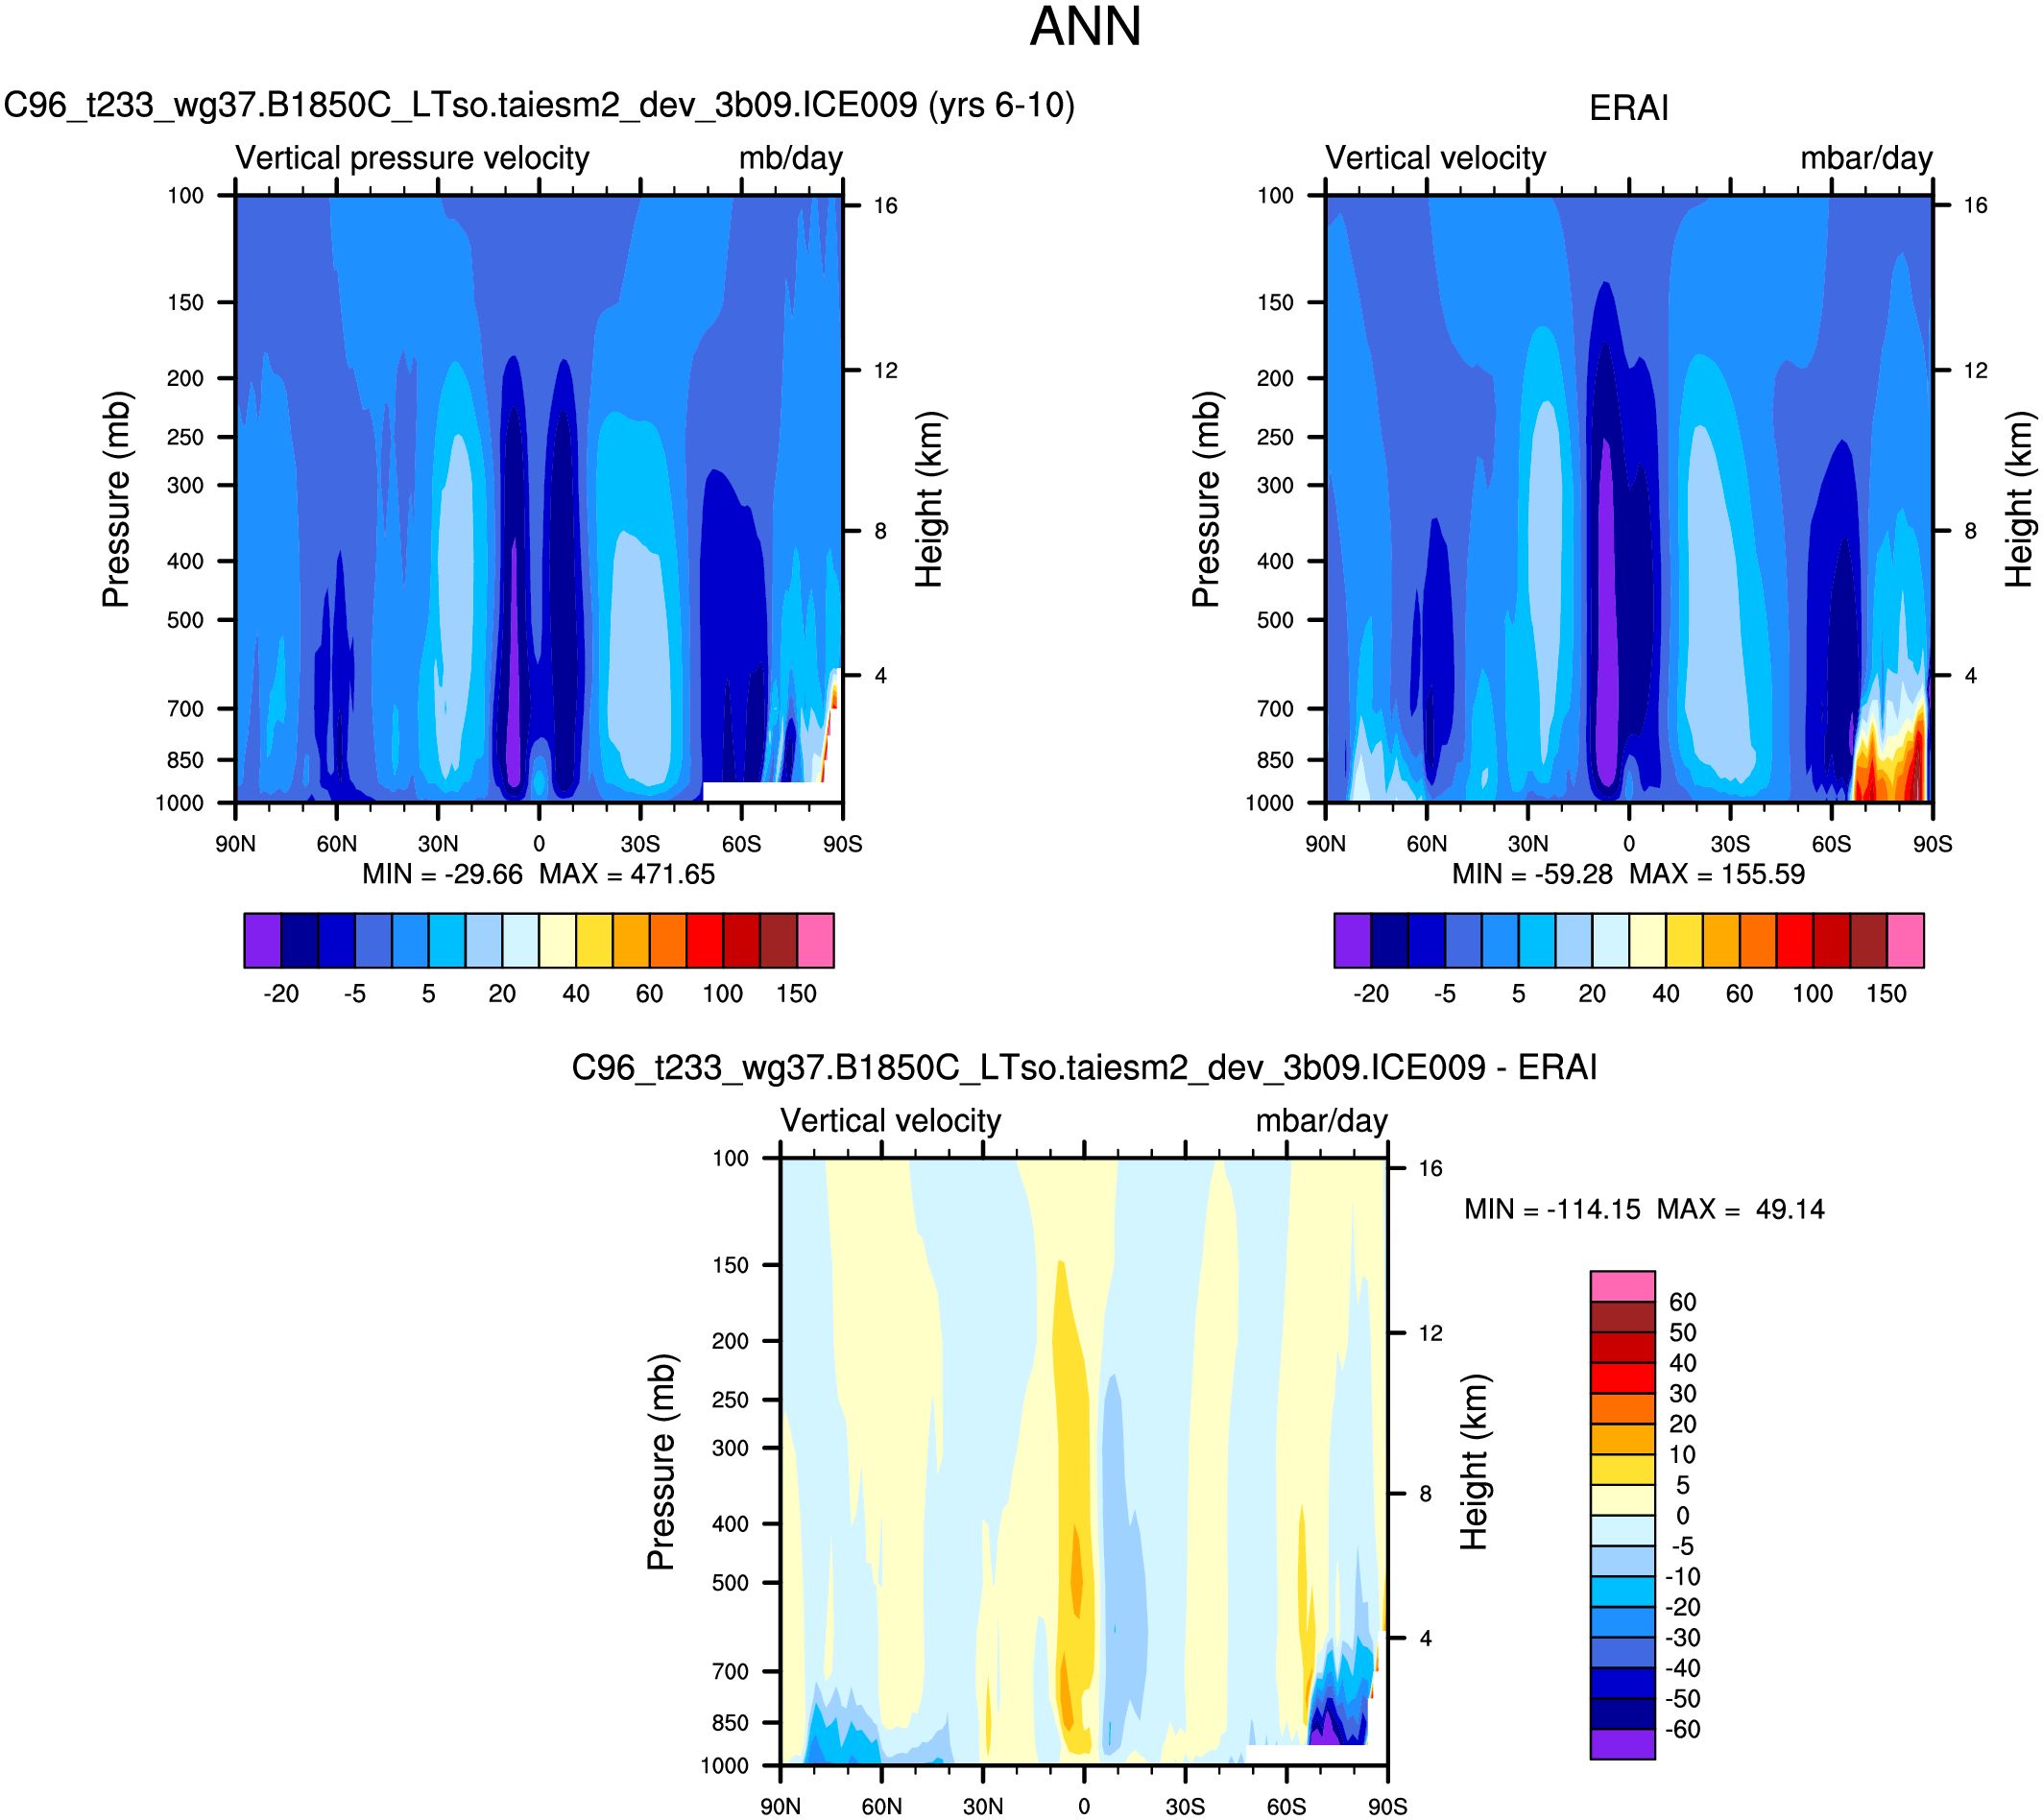 ANN
C96_t233_wg37.B1850C_LTso.taiesm2_dev_3b09.ICE009 (yrs 6-10)
Vertical pressure velocity mb/day
Pressure (mb)
100
150
200
250
300
400
500
700
850
1000
16
12
8
4
Height (km)
90N 60N 30N 0 30S 60S 90S
MIN = -29.66 MAX = 471.65
-20 -5 5 20 40 60 100 150
ERAI
Vertical velocity mbar/day
Pressure (mb)
100
150
200
250
300
400
500
700
850
1000
16
12
8
4
Height (km)
90N 60N 30N 0 30S 60S 90S
MIN = -59.28 MAX = 155.59
-20 -5 5 20 40 60 100 150
C96_t233_wg37.B1850C_LTso.taiesm2_dev_3b09.ICE009 - ERAI
Vertical velocity mbar/day
Pressure (mb)
100
150
200
250
300
400
500
700
850
1000
16
12
8
4
Height (km)
90N 60N 30N 0 30S 60S 90S
MIN = -114.15 MAX = 49.14
60
50
40
30
20
10
5
0
-5
-10
-20
-30
-40
-50
-60